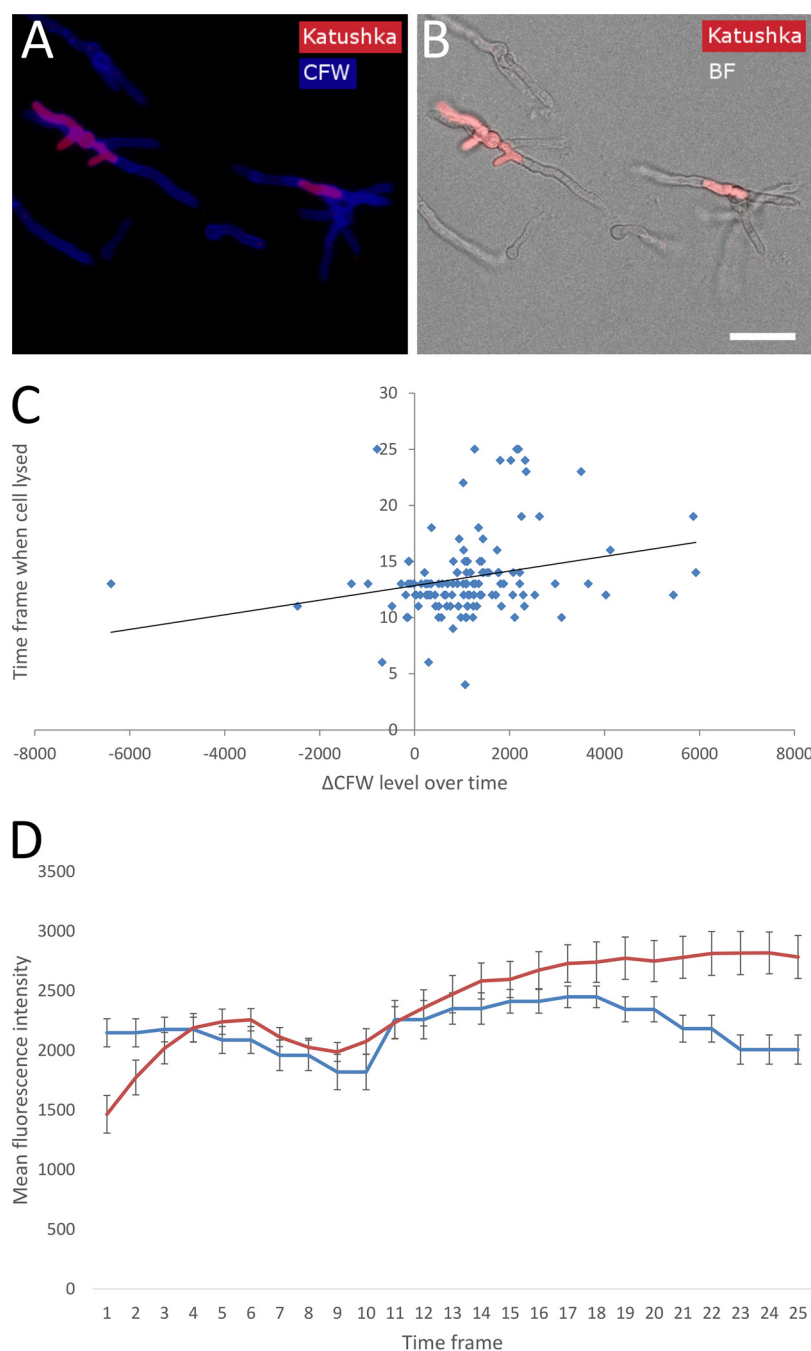 A
Katushka
CFW
B
Katushka
BF
C
Time frame when cell lysed
30
25
20
15
10
5
0
-8000 -6000 -4000 -2000 0 2000 4000 6000 8000
ΔCFW level over time
D
Mean fluorescence intensity
3500
3000
2500
2000
1500
1000
500
0
1 2 3 4 5 6 7 8 9 10 11 12 13 14 15 16 17 18 19 20 21 22 23 24 25
Time frame